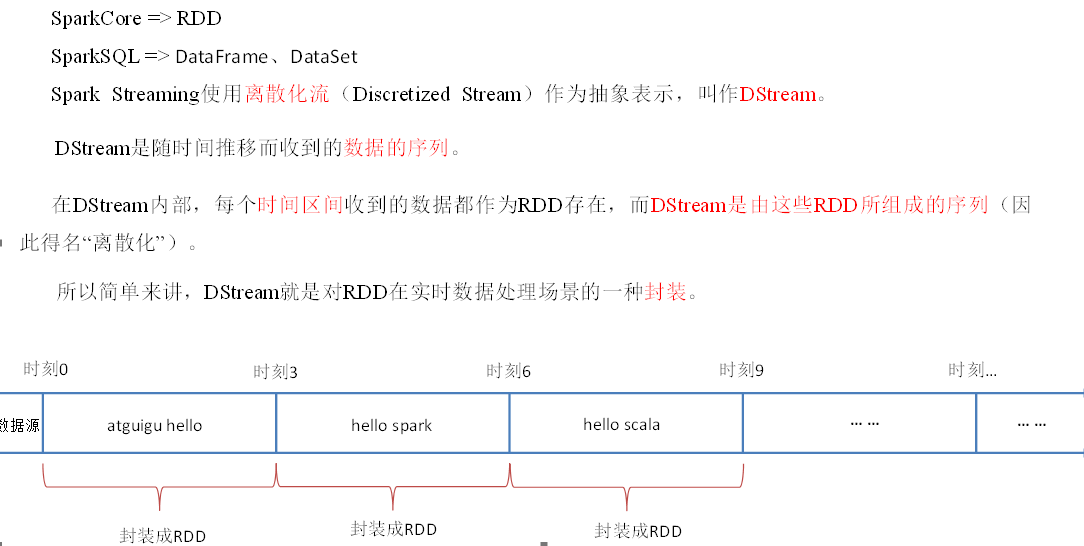 SparkCore => RDD
SparkSQL => DataFrame、DataSet
Spark Streaming使用离散化流（Discretized Stream）作为抽象表示，叫作DStream。
DStream是随时间推移而收到的数据的序列。
在DStream内部，每个时间区间收到的数据都作为RDD存在，而DStream是由这些RDD所组成的序列（因
此得名“离散化”）。
所以简单来讲，DStream就是对RDD在实时数据处理场景的一种封装。
时刻0 时刻3 时刻6 时刻9 时刻...
数据源 atguigu hello hello spark hello scala ... ... ... ...
封装成RDD 封装成RDD 封装成RDD